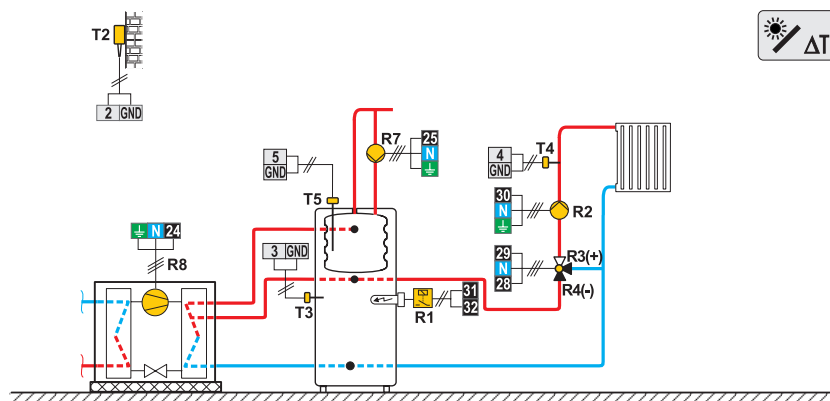 T2
ΔT
2 GND
R7
25
N
5
GND
4
GND
T4
T5
30
N
R2
N 24
3 GND
29
N
28
R3(+)
R4(-)
R8
T3
R1
31
32